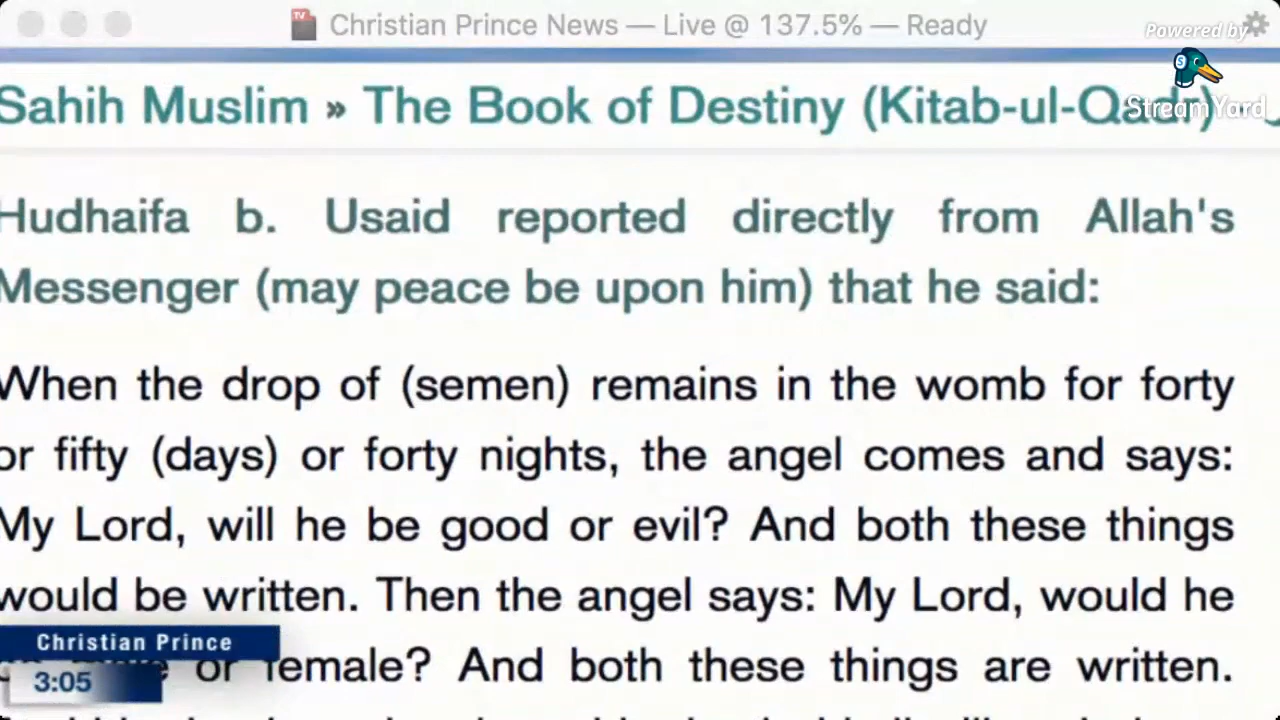 Christian Prince News — Live @ 137.5% — Ready
Powered by
StreamYard
Sahih Muslim » The Book of Destiny (Kitab-ul-Qadr)
Hudhaifa b. Usaid reported directly from Allah's
Messenger (may peace be upon him) that he said:
When the drop of (semen) remains in the womb for forty
or fifty (days) or forty nights, the angel comes and says:
My Lord, will he be good or evil? And both these things
would be written. Then the angel says: My Lord, would he
or female? And both these things are written.
Christian Prince
3:05